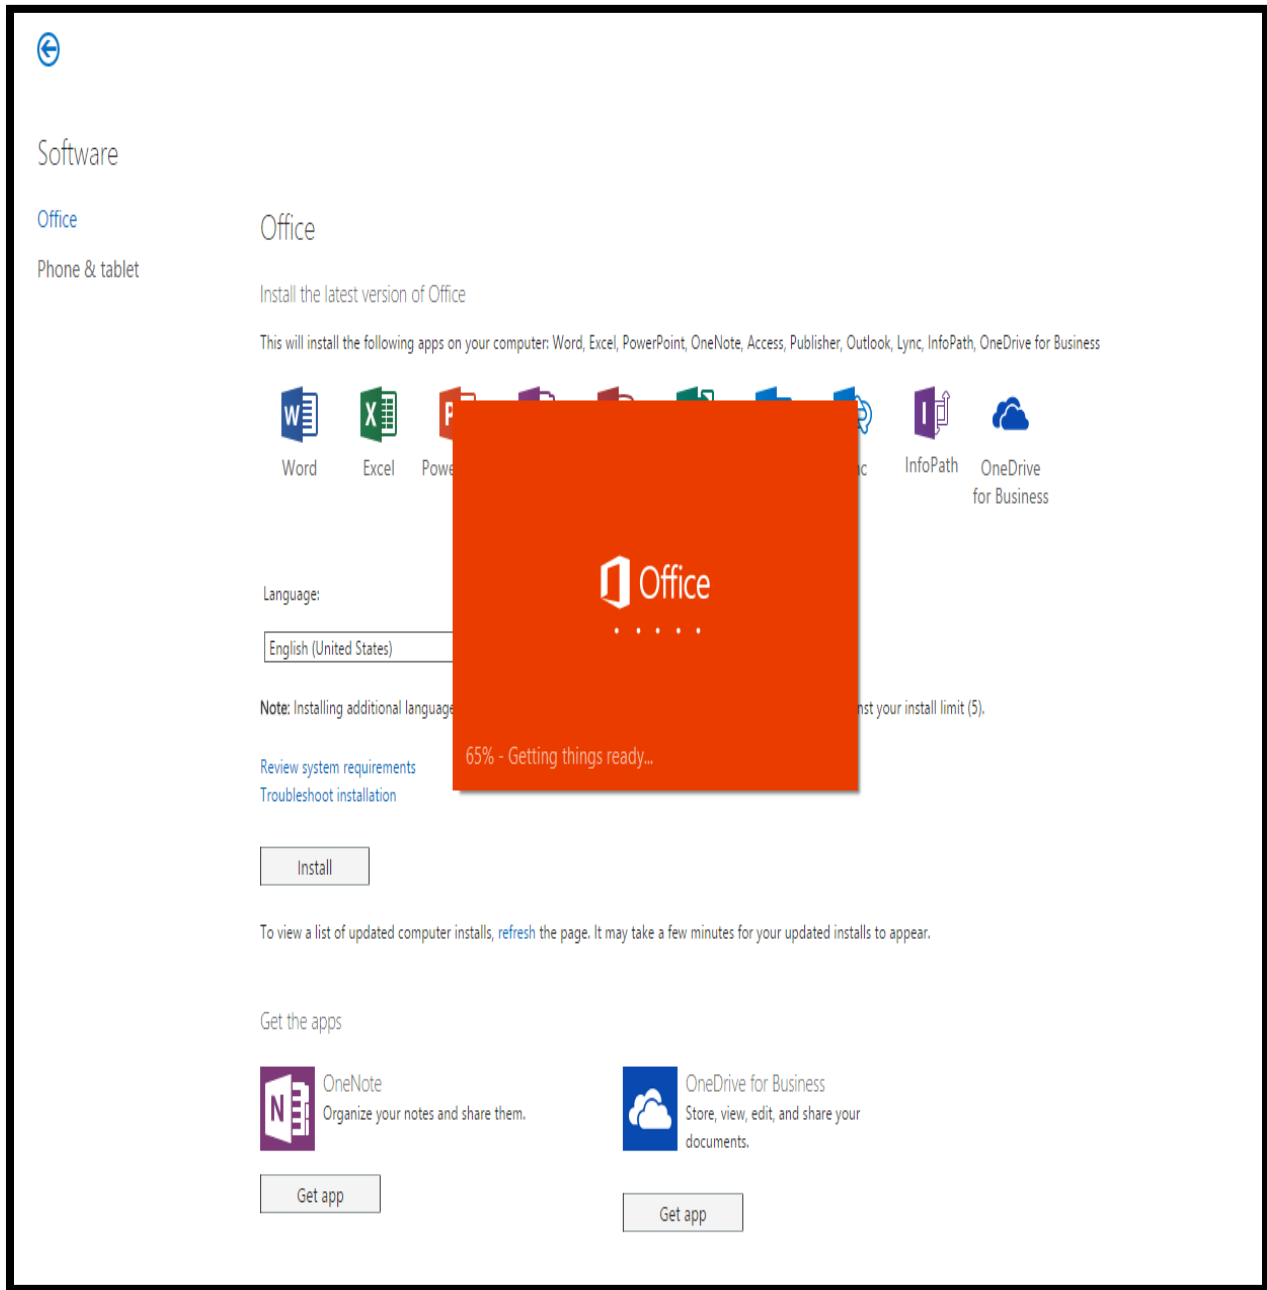 Software
Office
Phone & tablet
Office
Install the latest version of Office
This will install the following apps on your computer: Word, Excel, PowerPoint, OneNote, Access, Publisher, Outlook, Lync, InfoPath, OneDrive for Business
Word Excel InfoPath OneDrive
for Business
Office
Language:
English (United States)
Note: Installing additional install limit (5).
65% - Getting things ready...
Review system requirements
Troubleshoot installation
Install
To view a list of updated computer installs, refresh the page. It may take a few minutes for your updated installs to appear.
Get the apps
OneNote
Organize your notes and share them.
Get app
OneDrive for Business
Store, view, edit, and share your
documents.
Get app